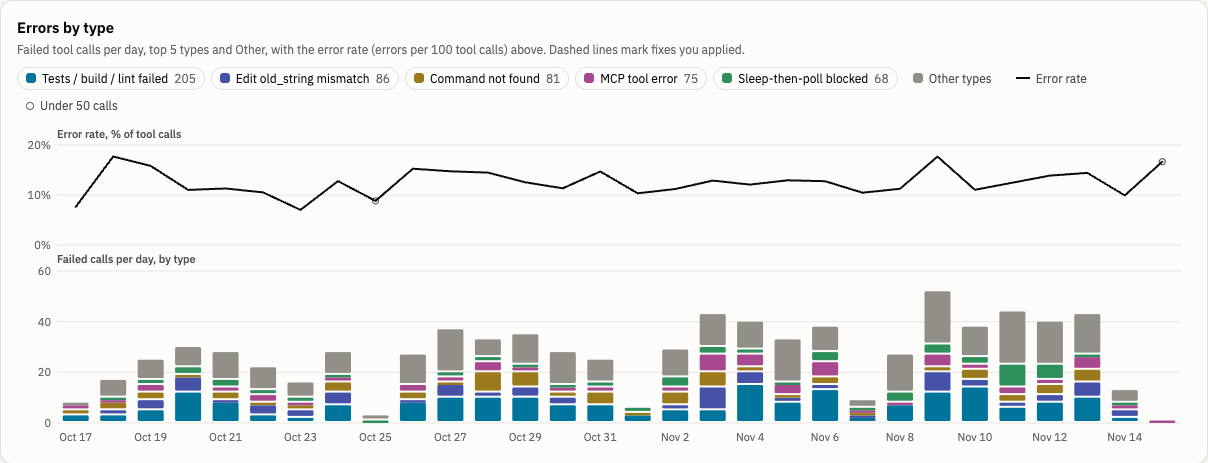 Errors by type
Failed tool calls per day, top 5 types and Other, with the error rate (errors per 100 tool calls) above. Dashed lines mark fixes you applied.
Tests / build / lint failed 205 Edit old_string mismatch 86 Command not found 81 MCP tool error 75 Sleep-then-poll blocked 68 Other types Error rate
Under 50 calls
Error rate, % of tool calls
20%
10%
0%
Failed calls per day, by type
60
40
20
0
Oct 17 Oct 19 Oct 21 Oct 23 Oct 25 Oct 27 Oct 29 Oct 31 Nov 2 Nov 4 Nov 6 Nov 8 Nov 10 Nov 12 Nov 14